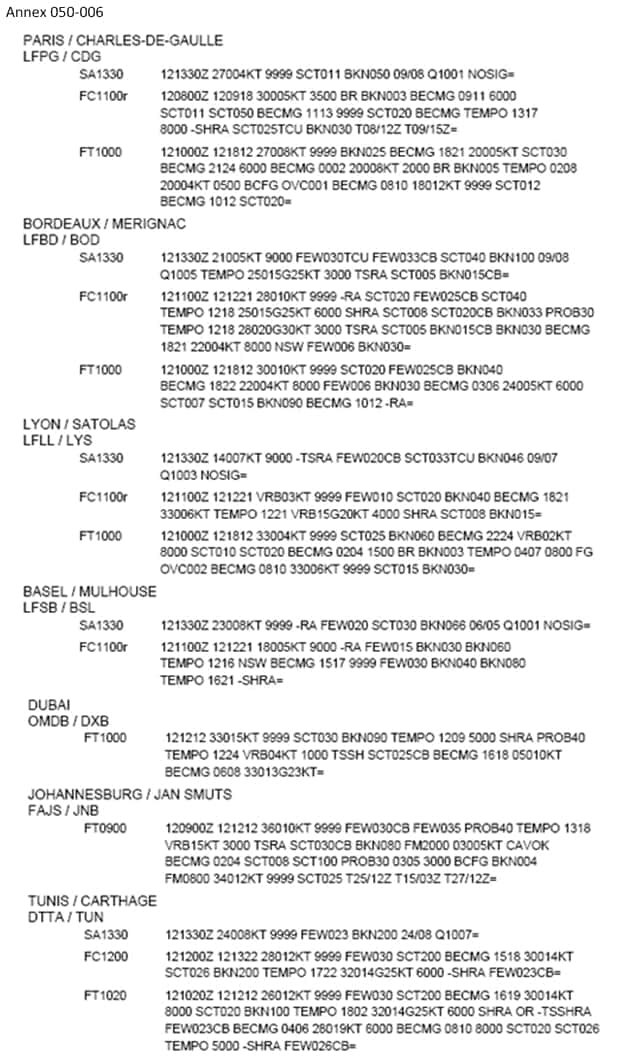 Annex 050-006
PARIS / CHARLES-DE-GAULLE
LFPG / CDG
SA1330 121330Z 27004KT 9999 SCT011 BKN050 09/08 Q1001 NOSIG=
FC1100r 120800Z 120918 30005KT 3500 BR BKN003 BECMG 0911 6000
SCT011 SCT050 BECMG 1113 9999 SCT020 BECMG TEMPO 1317
8000 -SHRA SCT025TCU BKN030 T08/12Z T09/15Z=
FT1000 121000Z 121812 27008KT 9999 BKN025 BECMG 1821 20005KT SCT030
BECMG 2124 6000 BECMG 0002 20008KT 2000 BR BKN005 TEMPO 0208
20004KT 0500 BCFG OVC001 BECMG 0810 18012KT 9999 SCT012
BECMG 1012 SCT020=
BORDEAUX / MERIGNAC
LFBD / BOD
SA1330 121330Z 21005KT 9000 FEW030TCU FEW033CB SCT040 BKN100 09/08
Q1005 TEMPO 25015G25KT 3000 TSRA SCT005 BKN015CB=
FC1100r 121100Z 121221 28010KT 9999 -RA SCT020 FEW025CB SCT040
TEMPO 1218 25015G25KT 6000 SHRA SCT008 SCT020CB BKN033 PROB30
TEMPO 1218 28020G30KT 3000 TSRA SCT005 BKN015CB BKN030 BECMG
1821 22004KT 8000 NSW FEW006 BKN030=
FT1000 121000Z 121812 30010KT 9999 SCT020 FEW025CB BKN040
BECMG 1822 22004KT 8000 FEW006 BKN030 BECMG 0306 24005KT 6000
SCT007 SCT015 BKN090 BECMG 1012 -RA=
LYON / SATOLAS
LFLL / LYS
SA1330 121330Z 14007KT 9000 -TSRA FEW020CB SCT033TCU BKN046 09/07
Q1003 NOSIG=
FC1100r 121100Z 121221 VRB03KT 9999 FEW010 SCT020 BKN040 BECMG 1821
33006KT TEMPO 1221 VRB15G20KT 4000 SHRA SCT008 BKN015=
FT1000 121000Z 121812 33004KT 9999 SCT025 BKN060 BECMG 2224 VRB02KT
8000 SCT010 SCT020 BECMG 0204 1500 BR BKN003 TEMPO 0407 0800 FG
OVC002 BECMG 0810 33006KT 9999 SCT015 BKN030=
BASEL / MULHOUSE
LFSB / BSL
SA1330 121330Z 23008KT 9999 -RA FEW020 SCT030 BKN066 06/05 Q1001 NOSIG=
FC1100r 121100Z 121221 18005KT 9000 -RA FEW015 BKN030 BKN060
TEMPO 1216 NSW BECMG 1517 9999 FEW030 BKN040 BKN080
TEMPO 1621 -SHRA=
DUBAI
OMDB / DXB
FT1000 121212 33015KT 9999 SCT030 BKN090 TEMPO 1209 5000 SHRA PROB40
TEMPO 1224 VRB04KT 1000 TSSH SCT025CB BECMG 1618 05010KT
BECMG 0608 33013G23KT=
JOHANNESBURG / JAN SMUTS
FAJS / JNB
FT0900 120900Z 121212 36010KT 9999 FEW030CB FEW035 PROB40 TEMPO 1318
VRB15KT 3000 TSRA SCT030CB BKN080 FM2000 03005KT CAVOK
BECMG 0204 SCT008 SCT100 PROB30 0305 3000 BCFG BKN004
FM0800 34012KT 9999 SCT025 T25/12Z T15/03Z T27/12Z=
TUNIS / CARTHAGE
DTTA / TUN
SA1330 121330Z 24008KT 9999 FEW023 BKN200 24/08 Q1007=
FC1200 121200Z 121322 28012KT 9999 FEW030 SCT200 BECMG 1518 30014KT
SCT026 BKN200 TEMPO 1722 32014G25KT 6000 -SHRA FEW023CB=
FT1020 121020Z 121212 26012KT 9999 FEW030 SCT200 BECMG 1619 30014KT
8000 SCT020 BKN100 TEMPO 1802 32014G25KT 6000 SHRA OR -TSSHRA
FEW023CB BECMG 0406 28019KT 6000 BECMG 0810 8000 SCT020 SCT026
TEMPO 5000 -SHRA FEW026CB=